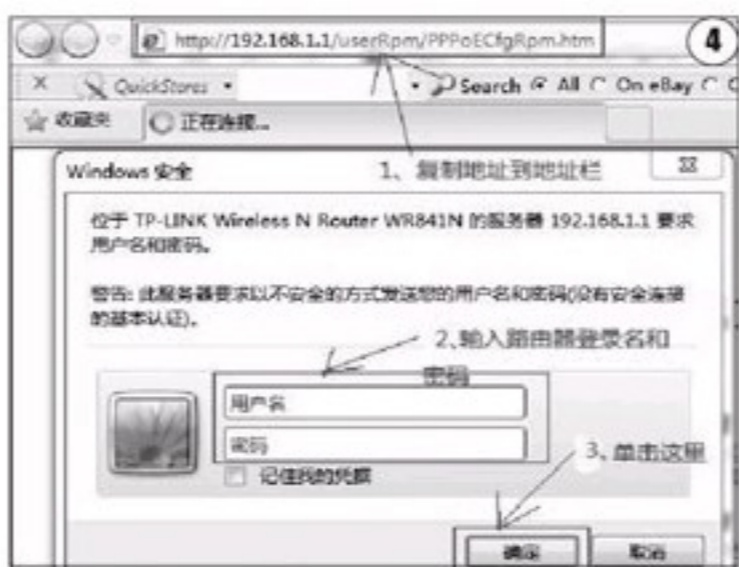 http://192.168.1.1/userRpm/PPPoECfgRpm.htm
4
X QuickStores Search All On eBay
收藏夹 正在连接...
Windows 安全
1、复制地址到地址栏
位于 TP-LINK Wireless N Router WR841N 的服务器 192.168.1.1 要求
用户名和密码。
警告: 此服务器要求以不安全的方式发送您的用户名和密码(没有安全连接
的基本认证)。
2、输入路由器登录名和
密码
用户名
密码
3、单击这里
记住我的凭据
确定 取消